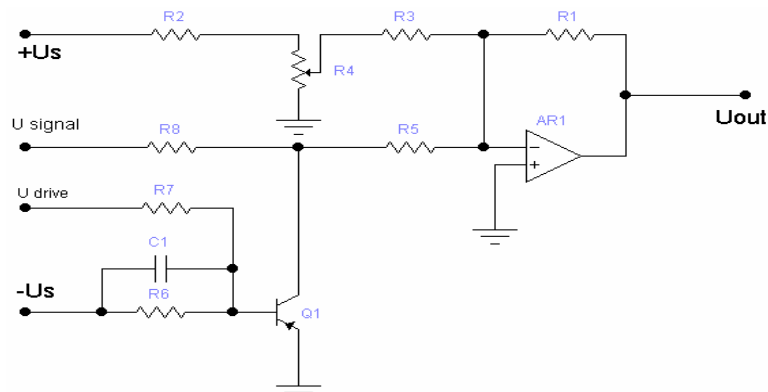 R2
R3
R1
+Us
R4
U signal
R8
R5
AR1
Uout
U drive
R7
C1
-Us
R6
Q1